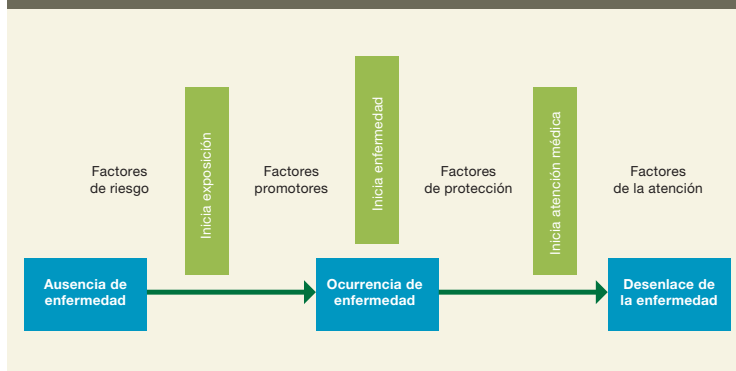 Inicia exposición
Inicia enfermedad
Inicia atención médica
Factores
de riesgo
Factores
promotores
Factores
de protección
Factores
de la atención
Ausencia de
enfermedad
Ocurrencia de
enfermedad
Desenlace de
la enfermedad